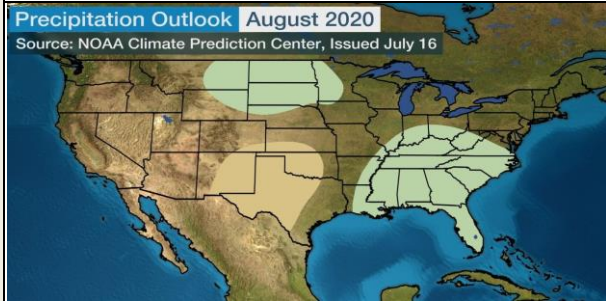 Precipitation Outlook August 2020
Source: NOAA Climate Prediction Center, Issued July 16